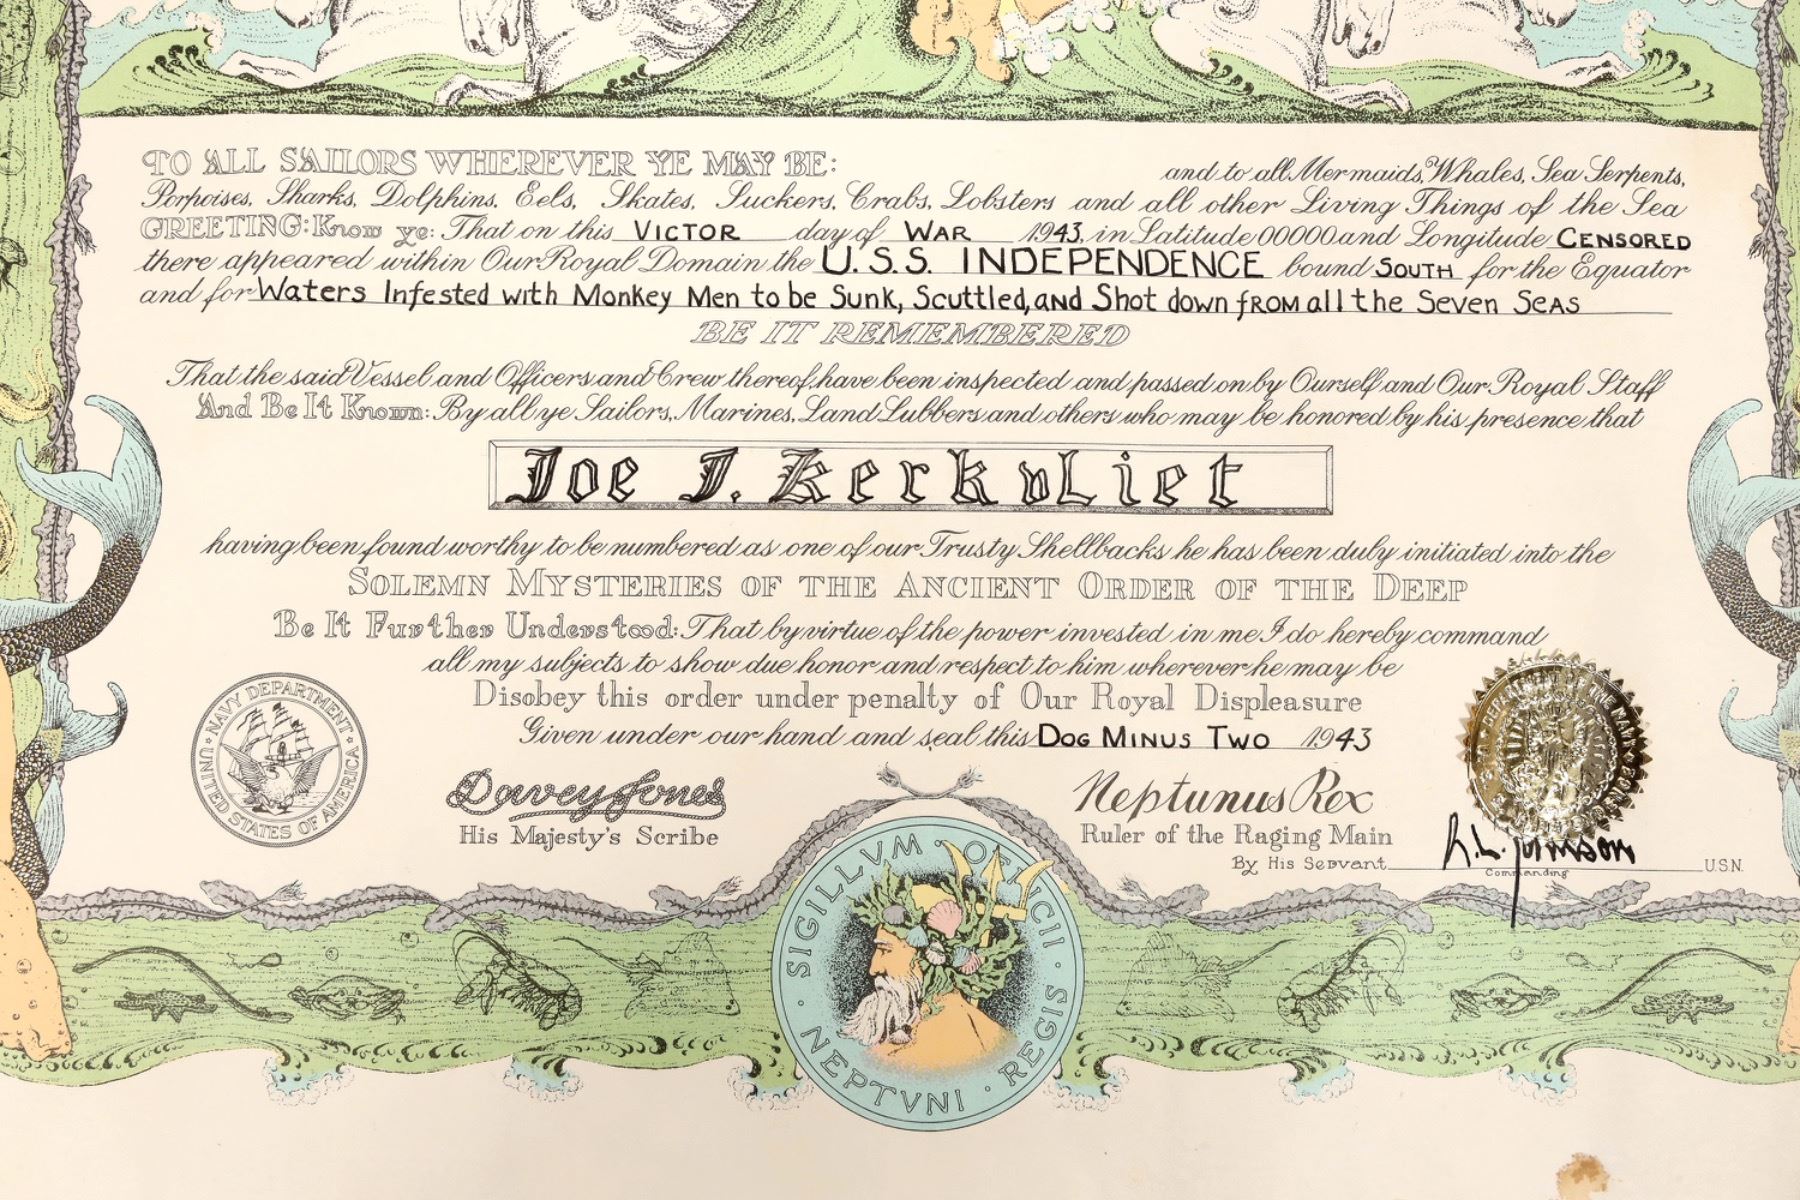 TO ALL SAILORS WHEREVER YE MAY BE: and to all Mermaids, Whales, Sea Serpents,
Porpoises, Sharks, Dolphins, Eels, Skates, Suckers, Crabs, Lobsters and all other Living Things of the Sea
GREETING: Know ye: That on this VICTOR day of WAR 1943, in Latitude 00000 and Longitude CENSORED
there appeared within Our Royal Domain the U.S.S. INDEPENDENCE bound SOUTH for the Equator
and for Waters Infested with Monkey Men to be Sunk, Scuttled, and Shot down from all the Seven Seas
BE IT REMEMBERED
That the said Vessel and Officers and Crew thereof, have been inspected and passed on by Ourself and Our Royal Staff
And Be It Known: By all ye Sailors, Marines, Land Lubbers and others who may be honored by his presence that
Joe J. KerkvLiet
having been found worthy to be numbered as one of our Trusty Shellbacks he has been duly initiated into the
SOLEMN MYSTERIES OF THE ANCIENT ORDER OF THE DEEP
Be It Further Understood: That by virtue of the power invested in me I do hereby command
all my subjects to show due honor and respect to him wherever he may be
Disobey this order under penalty of Our Royal Displeasure
Given under our hand and seal this DOG MINUS TWO 1943
UNITED STATES OF AMERICA · NAVY DEPARTMENT
Davey Jones
His Majesty's Scribe
Neptunus Rex
Ruler of the Raging Main
By His Servant R.L. Johnson U.S.N.
Commanding
SIGILLVM · OFFICII · REGIS · NEPTVNI